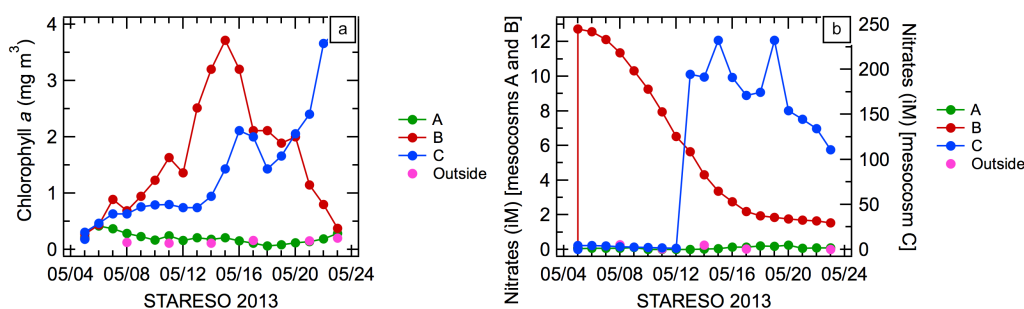 a
Chlorophyll a (mg m³)
4
3
2
1
0
05/04 05/08 05/12 05/16 05/20 05/24
STARESO 2013
A
B
C
Outside
b
Nitrates (iM) [mesocosms A and B]
12
10
8
6
4
2
0
05/04 05/08 05/12 05/16 05/20 05/24
STARESO 2013
250
200
150
100
50
0
Nitrates (iM) [mesocosm C]
A
B
C
Outside